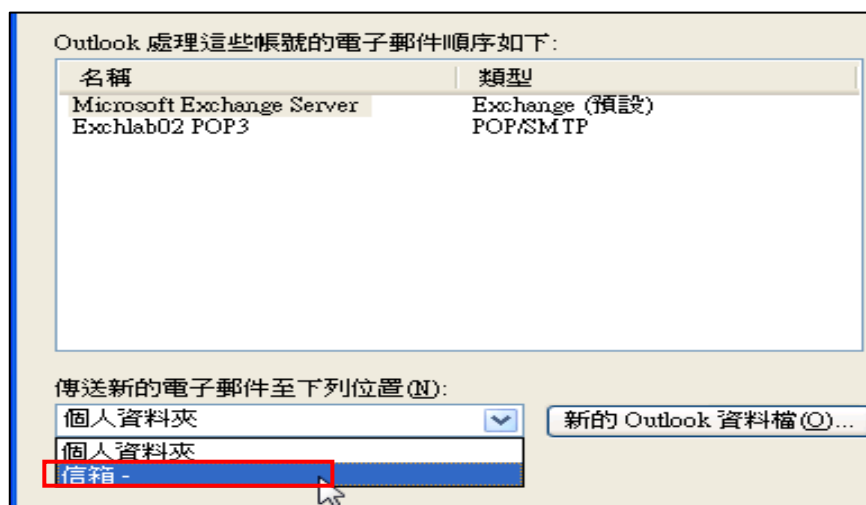 Outlook 處理這些帳號的電子郵件順序如下:
名稱 類型
Microsoft Exchange Server Exchange (預設)
Exchlab02 POP3 POP/SMTP
傳送新的電子郵件至下列位置(N):
個人資料夾 新的 Outlook 資料檔(O)...
個人資料夾
信箱 -